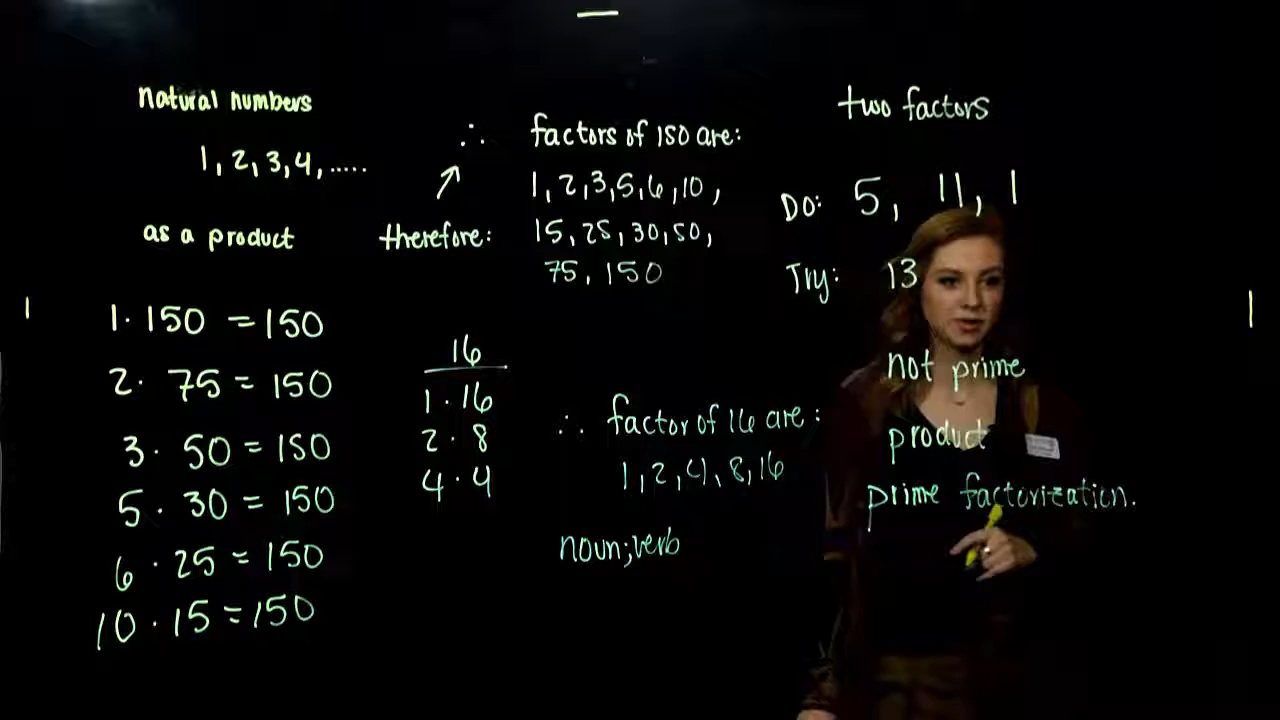 natural numbers
1, 2, 3, 4, .....
as a product
1 · 150 = 150
2 · 75 = 150
3 · 50 = 150
5 · 30 = 150
6 · 25 = 150
10 · 15 = 150
∴
therefore:
factors of 150 are:
1, 2, 3, 5, 6, 10,
15, 25, 30, 50,
75, 150
16
1 · 16
2 · 8
4 · 4
∴ factor of 16 are:
1, 2, 4, 8, 16
noun; verb
two factors
Do: 5, 11, 1
Try: 13
not prime
product
prime factorization.